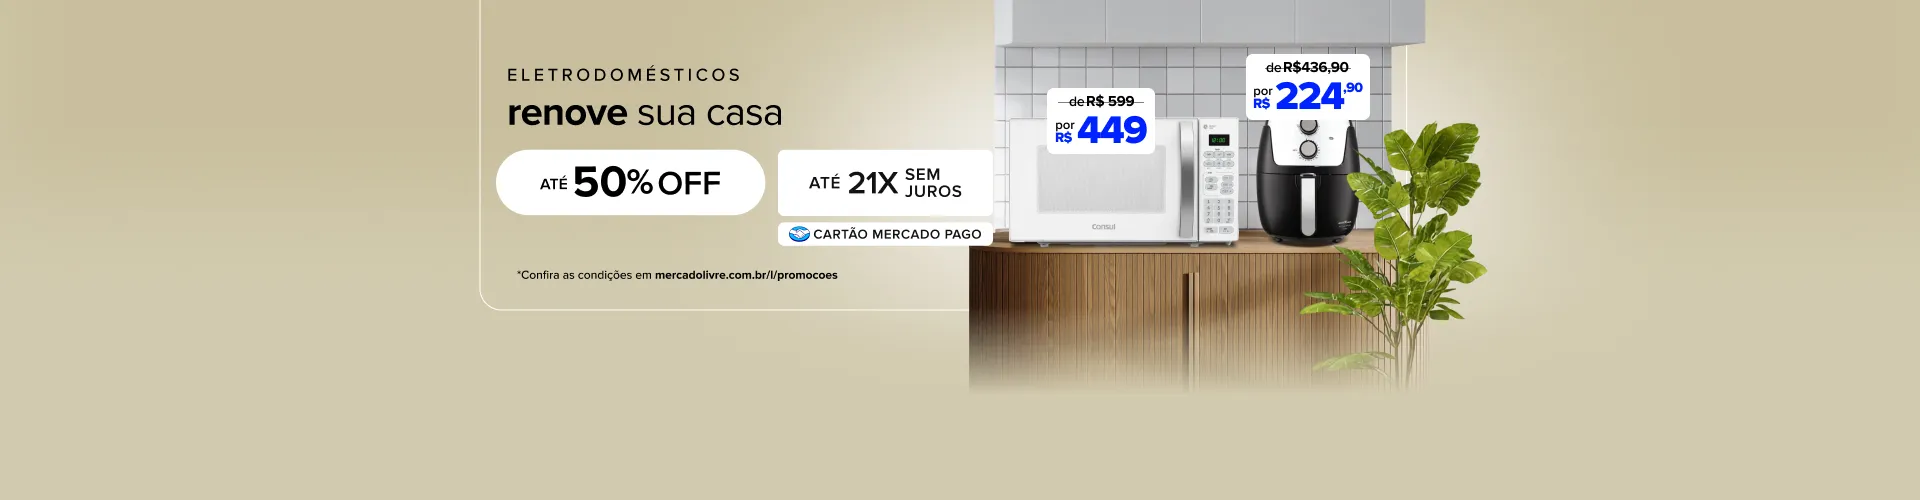 ELETRODOMÉSTICOS
renove sua casa
ATÉ 50% OFF
ATÉ 21X SEM JUROS
CARTÃO MERCADO PAGO
*Confira as condições em mercadolivre.com.br/l/promocoes
de R$ 599
por R$ 449
Consul
de R$436,90
por R$ 224,90